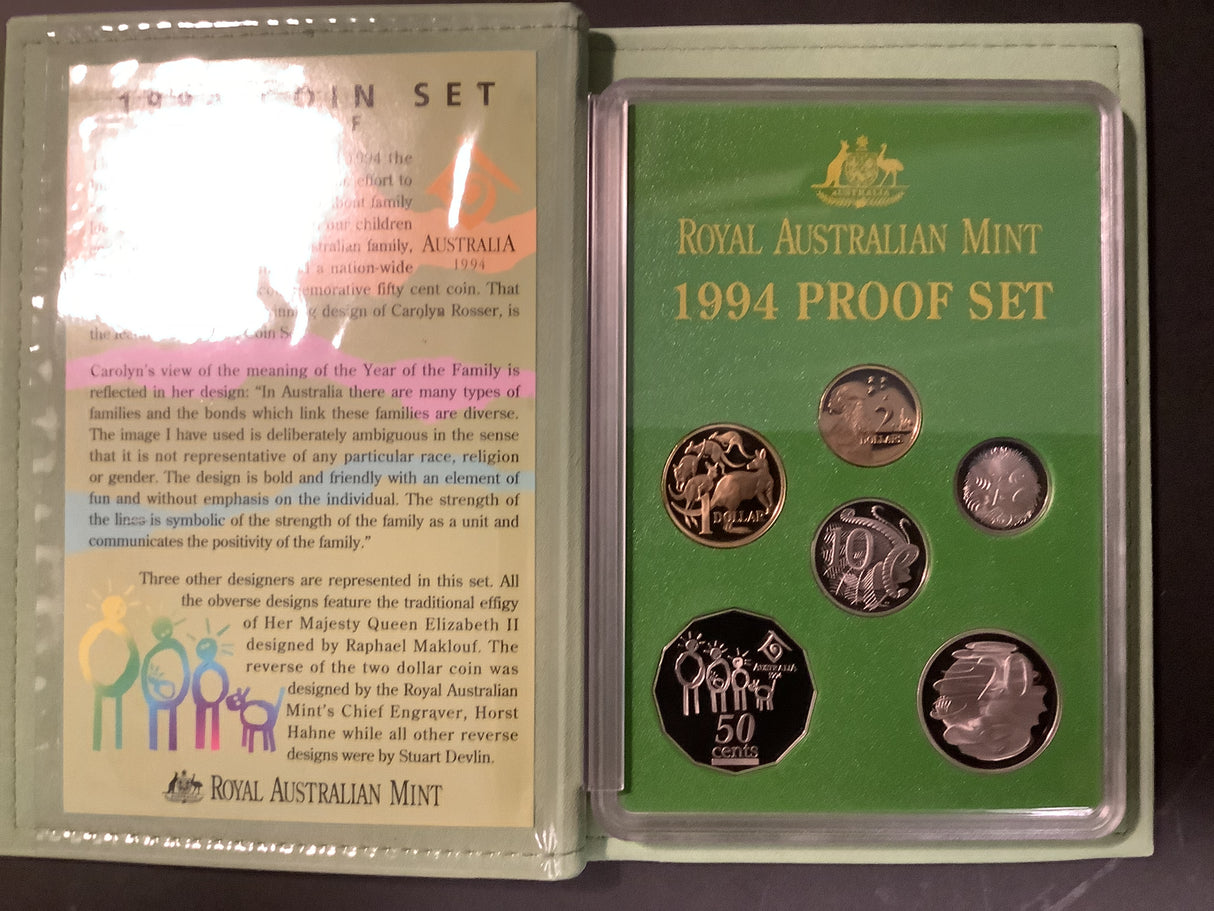 COIN SET
1994 the
effort to
about family
our children
family,
a nation-wide
fifty cent coin. That
design of Carolyn Rosser, is
the
Coin
AUSTRALIA
1994
Carolyn's view of the meaning of the Year of the Family is
reflected in her design: “In Australia there are many types of
families and the bonds which link these families are diverse.
The image I have used is deliberately ambiguous in the sense
that it is not representative of any particular race, religion
or gender. The design is bold and friendly with an element of
fun and without emphasis on the individual. The strength of
the lines is symbolic of the strength of the family as a unit and
communicates the positivity of the family.”
Three other designers are represented in this set. All
the obverse designs feature the traditional effigy
of Her Majesty Queen Elizabeth II
designed by Raphael Maklouf. The
reverse of the two dollar coin was
designed by the Royal Australian
Mint's Chief Engraver, Horst
Hahne while all other reverse
designs were by Stuart Devlin.
ROYAL AUSTRALIAN MINT
AUSTRALIA
ROYAL AUSTRALIAN MINT
1994 PROOF SET
2
DOLLARS
DOLLAR
10
AUSTRALIA
1994
50
cents